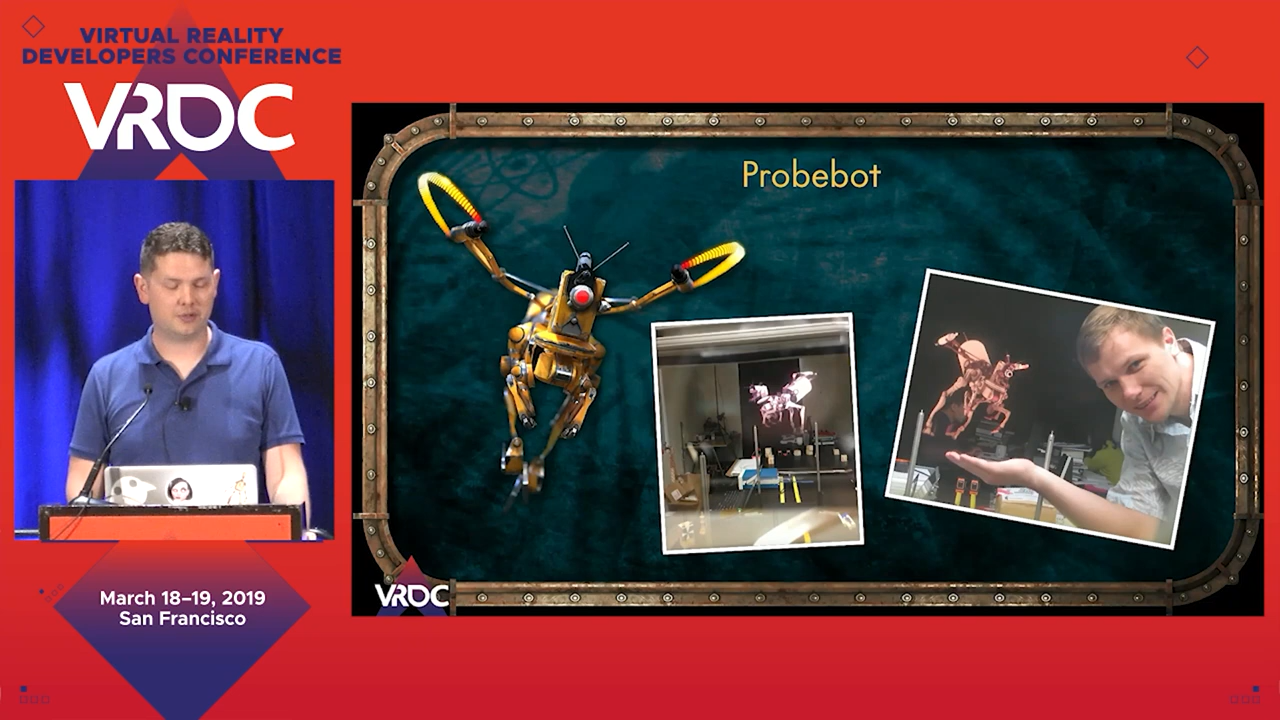 VIRTUAL REALITY
DEVELOPERS CONFERENCE
VRDC
Probebot
VRDC
March 18–19, 2019
San Francisco